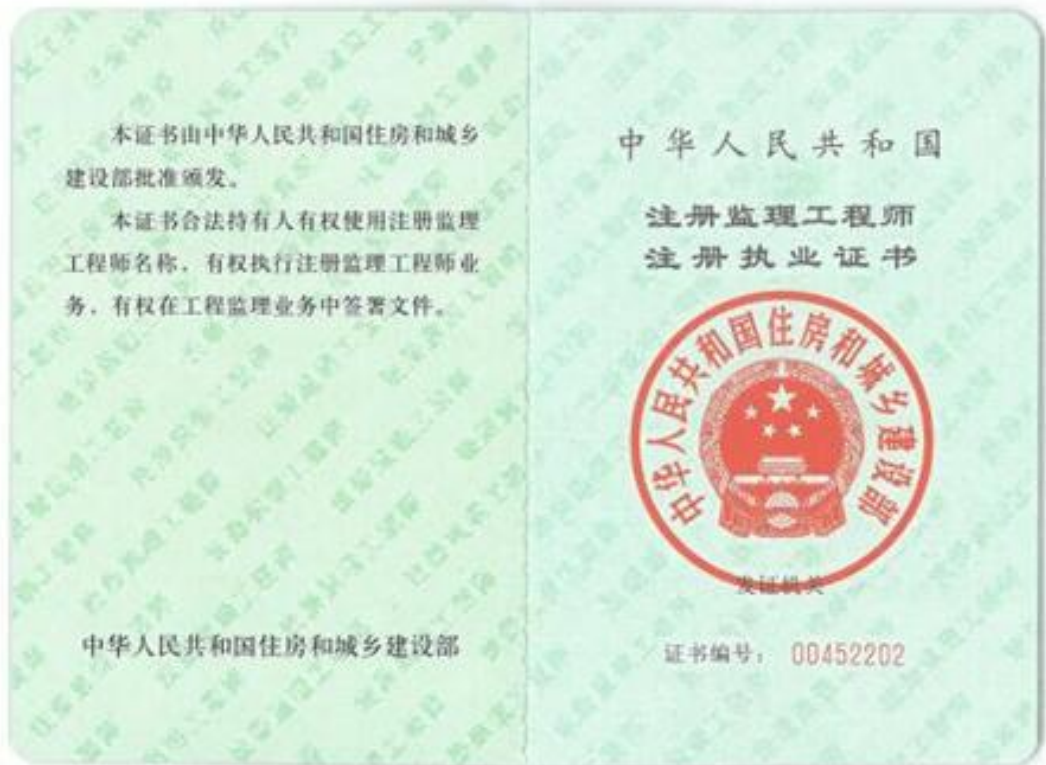 本证书由中华人民共和国住房和城乡
建设部批准颁发。
本证书合法持有人有权使用注册监理
工程师名称，有权执行注册监理工程师业
务，有权在工程监理业务中签署文件。
中华人民共和国住房和城乡建设部
中华人民共和国
注册监理工程师
注册执业证书
中华人民共和国住房和城乡建设部
发证机关
证书编号： 00452202